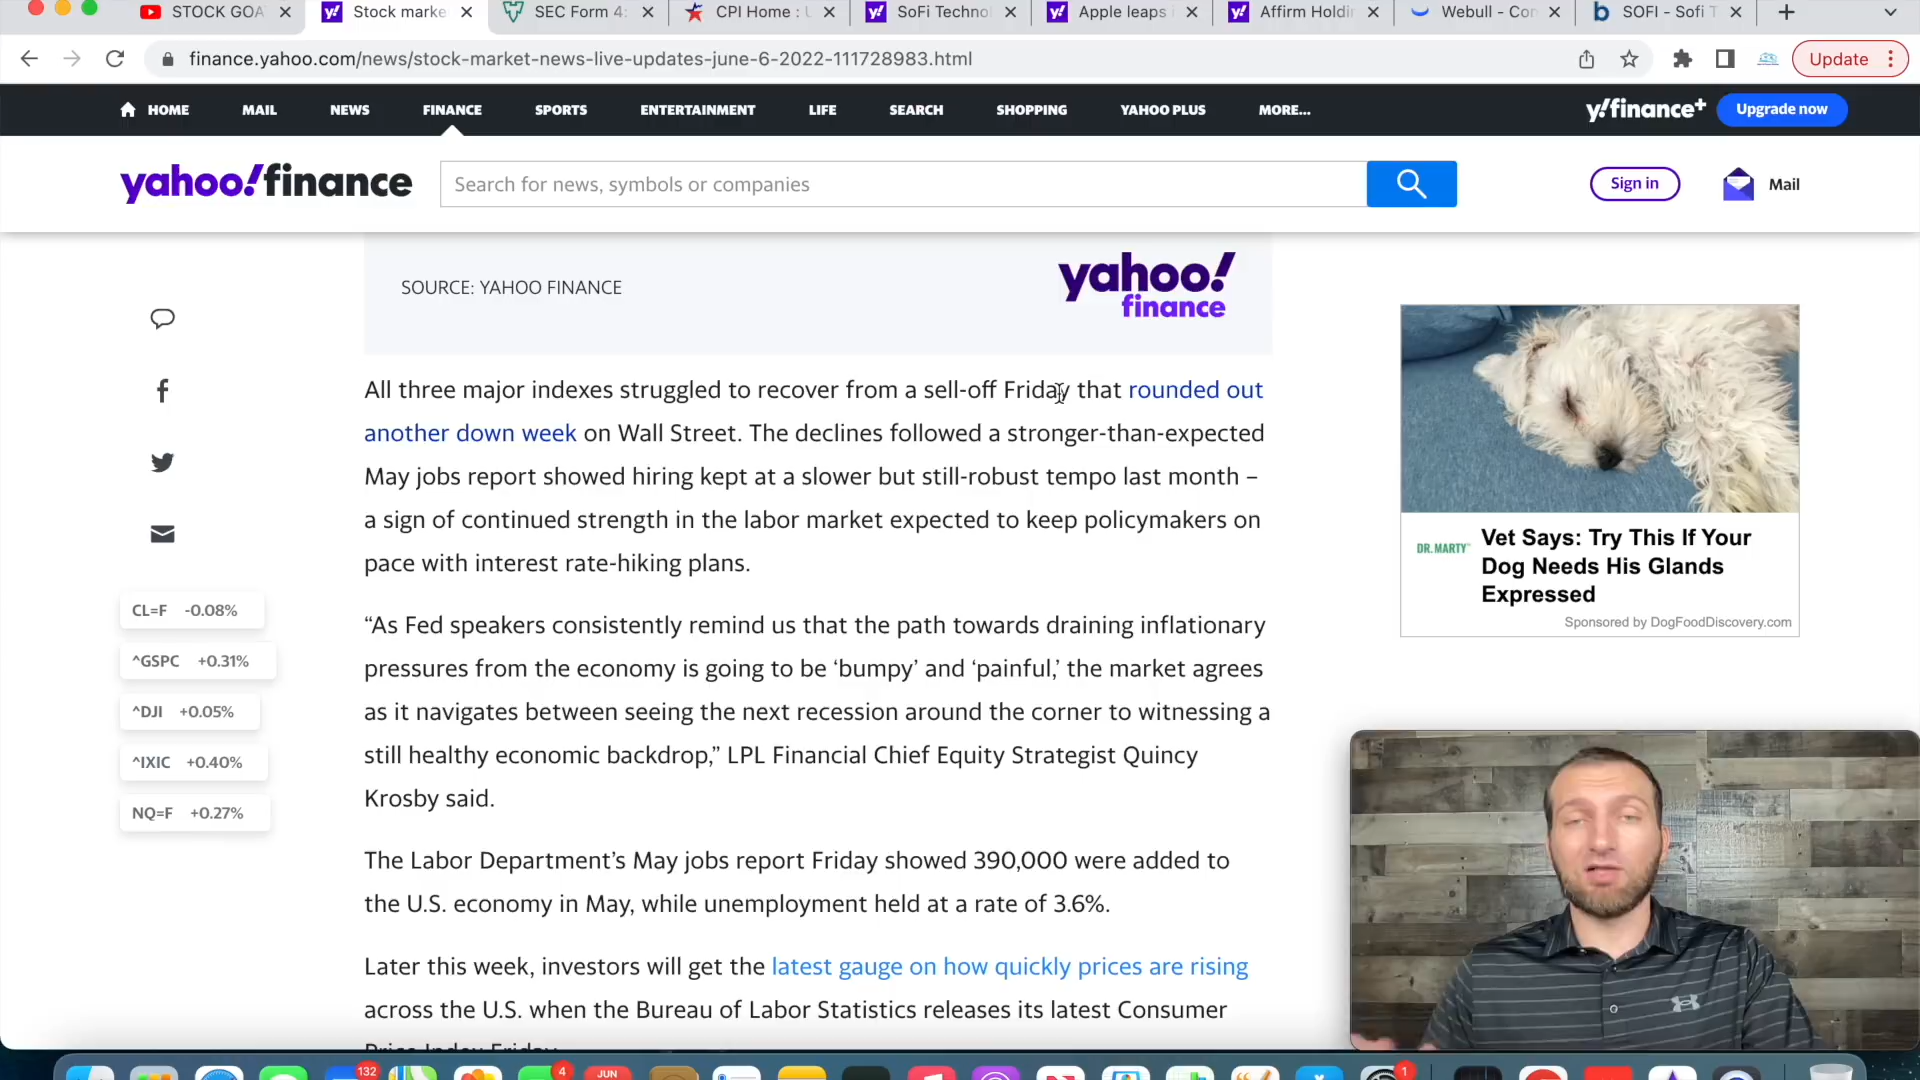 STOCK GOA
Stock marke
SEC Form 4:
CPI Home : U
SoFi Techno
Apple leaps i
Affirm Holdi
Webull - Con
SOFI - Sofi T
finance.yahoo.com/news/stock-market-news-live-updates-june-6-2022-111728983.html
Update
HOME MAIL NEWS FINANCE SPORTS ENTERTAINMENT LIFE SEARCH SHOPPING YAHOO PLUS MORE...
y!finance+
Upgrade now
yahoo!finance
Search for news, symbols or companies
Sign in
Mail
SOURCE: YAHOO FINANCE
yahoo!
finance
All three major indexes struggled to recover from a sell-off Friday that rounded out
another down week on Wall Street. The declines followed a stronger-than-expected
May jobs report showed hiring kept at a slower but still-robust tempo last month –
a sign of continued strength in the labor market expected to keep policymakers on
pace with interest rate-hiking plans.
“As Fed speakers consistently remind us that the path towards draining inflationary
pressures from the economy is going to be ‘bumpy’ and ‘painful,’ the market agrees
as it navigates between seeing the next recession around the corner to witnessing a
still healthy economic backdrop,” LPL Financial Chief Equity Strategist Quincy
Krosby said.
The Labor Department’s May jobs report Friday showed 390,000 were added to
the U.S. economy in May, while unemployment held at a rate of 3.6%.
Later this week, investors will get the latest gauge on how quickly prices are rising
across the U.S. when the Bureau of Labor Statistics releases its latest Consumer
Price Index Friday
CL=F -0.08%
^GSPC +0.31%
^DJI +0.05%
^IXIC +0.40%
NQ=F +0.27%
DR. MARTY
Vet Says: Try This If Your
Dog Needs His Glands
Expressed
Sponsored by DogFoodDiscovery.com
132
4
JUN
1